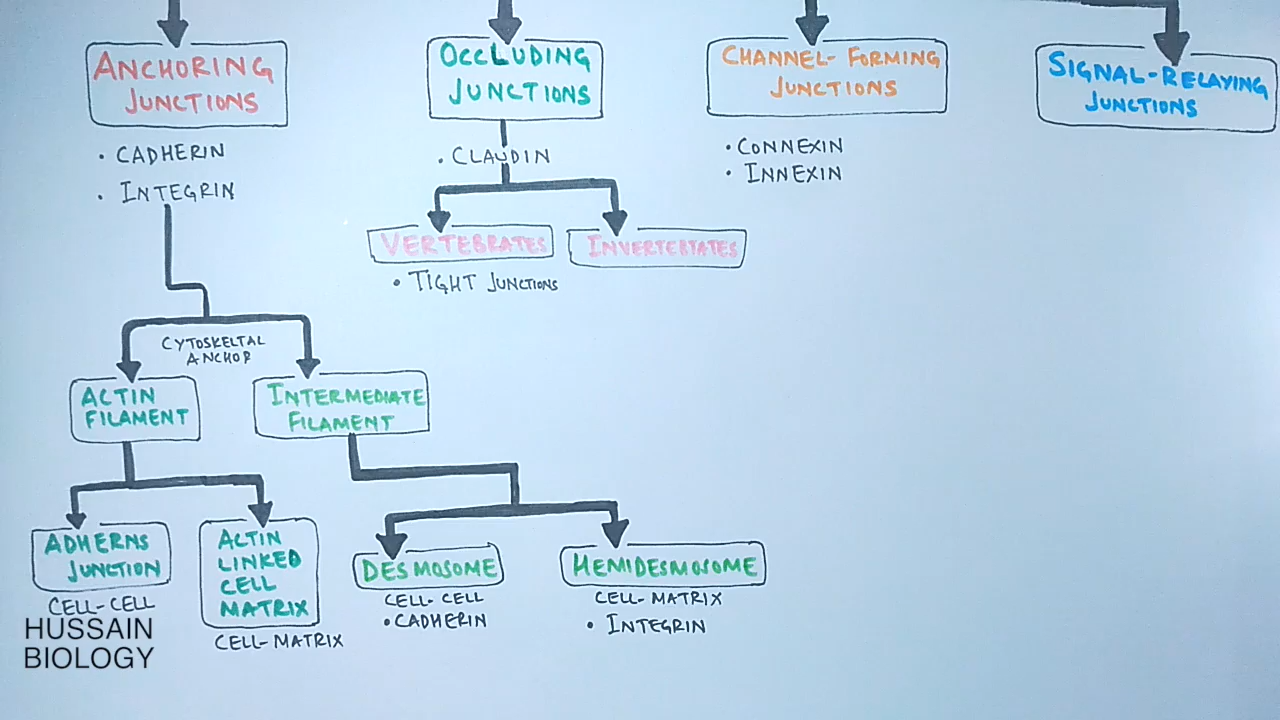 ANCHORING
JUNCTIONS
• CADHERIN
• INTEGRIN
OCCLUDING
JUNCTIONS
• CLAUDIN
VERTEBRATES
• TIGHT JUNCTIONS
INVERTEBTATES
CHANNEL-FORMING
JUNCTIONS
• CONNEXIN
• INNEXIN
SIGNAL-RELAYING
JUNCTIONS
CYTOSKELTAL
ANCHOR
ACTIN
FILAMENT
INTERMEDIATE
FILAMENT
ADHERNS
JUNCTION
CELL-CELL
ACTIN
LINKED
CELL
MATRIX
CELL-MATRIX
DESMOSOME
CELL-CELL
• CADHERIN
HEMIDESMOSOME
CELL-MATRIX
• INTEGRIN
HUSSAIN
BIOLOGY